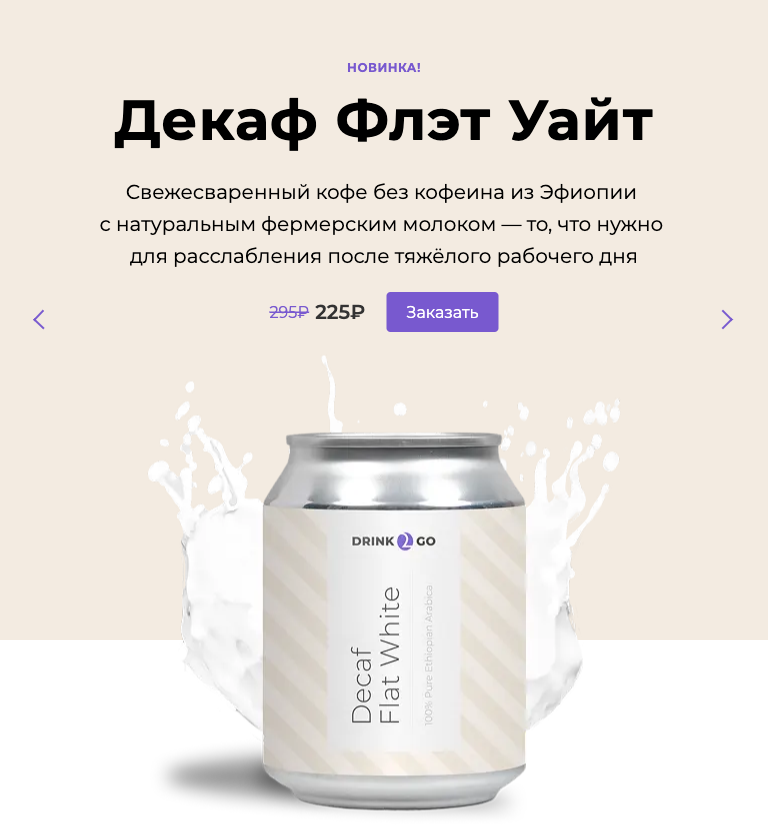 НОВИНКА!
Декаф Флэт Уайт
Свежесваренный кофе без кофеина из Эфиопии
с натуральным фермерским молоком — то, что нужно
для расслабления после тяжёлого рабочего дня
295₽ 225₽ Заказать
DRINK 2 GO
Decaf
Flat White
100% Pure Ethiopian Arabica